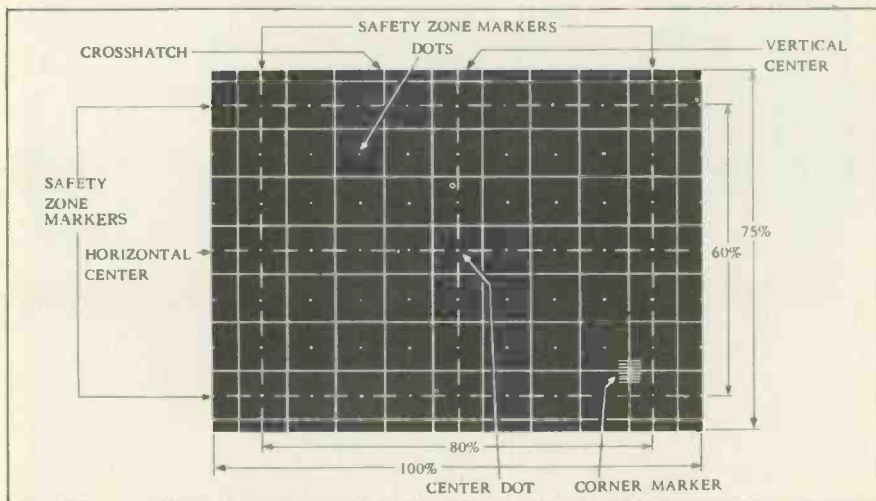 SAFETY ZONE MARKERS
DOTS
CROSSHATCH
VERTICAL
CENTER
SAFETY
ZONE
MARKERS
HORIZONTAL
CENTER
75%
60%
80%
100%
CENTER DOT
CORNER MARKER